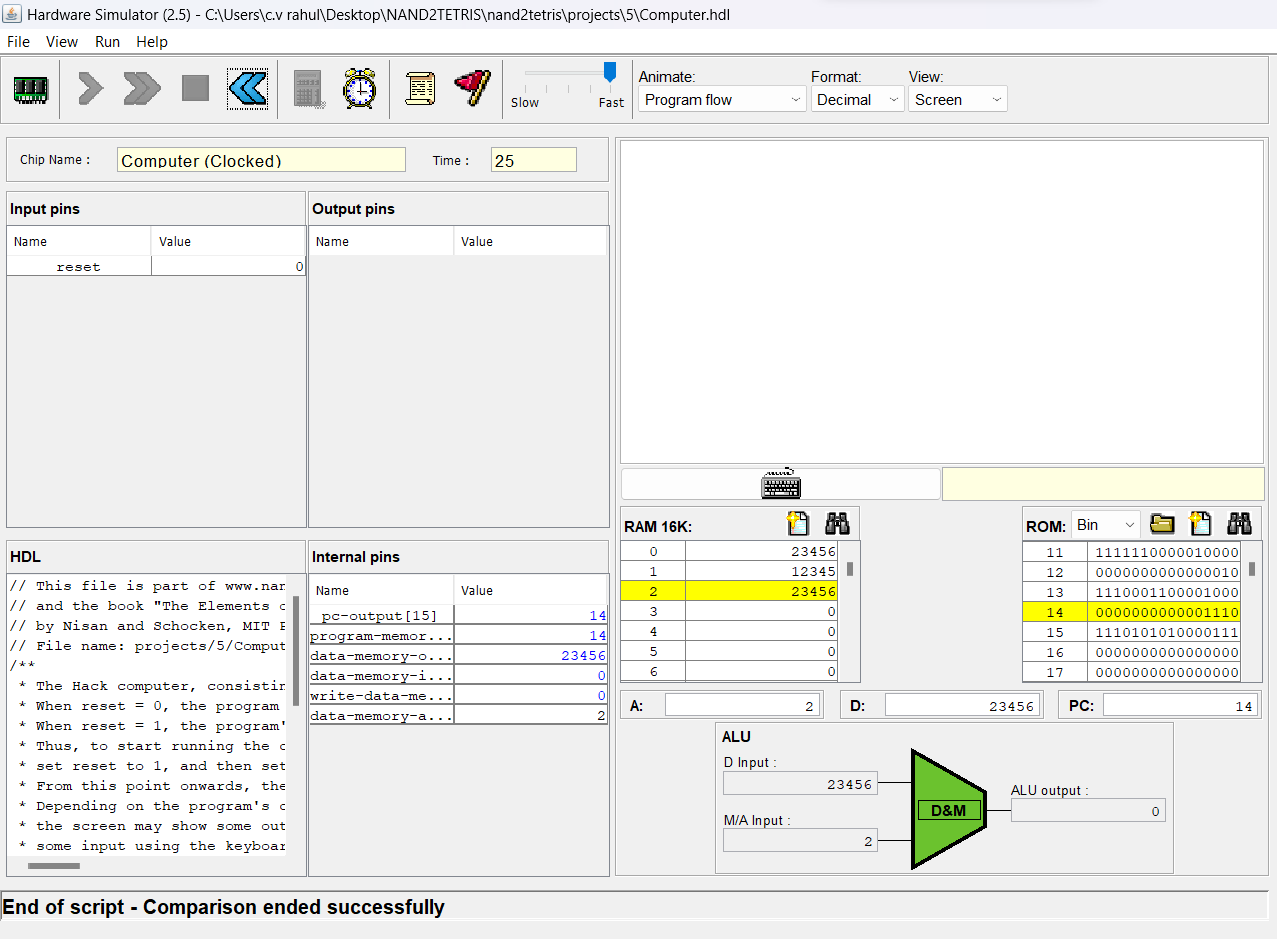 Hardware Simulator (2.5) - C:\Users\c.v rahul\Desktop\NAND2TETRIS\nand2tetris\projects\5\Computer.hdl
File View Run Help
Slow Fast
Animate: Format: View:
Program flow Decimal Screen
Chip Name : Computer (Clocked) Time : 25
Input pins Output pins
Name Value Name Value
reset 0
HDL Internal pins
// This file is part of www.nan
// and the book "The Elements o
// by Nisan and Schocken, MIT P
// File name: projects/5/Comput
/**
* The Hack computer, consistin
* When reset = 0, the program
* When reset = 1, the program'
* Thus, to start running the c
* set reset to 1, and then set
* From this point onwards, the
* Depending on the program's c
* the screen may show some out
* some input using the keyboar
Name Value
pc-output[15] 14
program-memor... 14
data-memory-o... 23456
data-memory-i... 0
write-data-me... 0
data-memory-a... 2
RAM 16K:
0 23456
1 12345
2 23456
3 0
4 0
5 0
6 0
ROM: Bin
11 1111110000010000
12 0000000000000010
13 1110001100001000
14 0000000000001110
15 1110101010000111
16 0000000000000000
17 0000000000000000
A: 2 D: 23456 PC: 14
ALU
D Input :
23456
M/A Input :
2
D&M
ALU output :
0
End of script - Comparison ended successfully